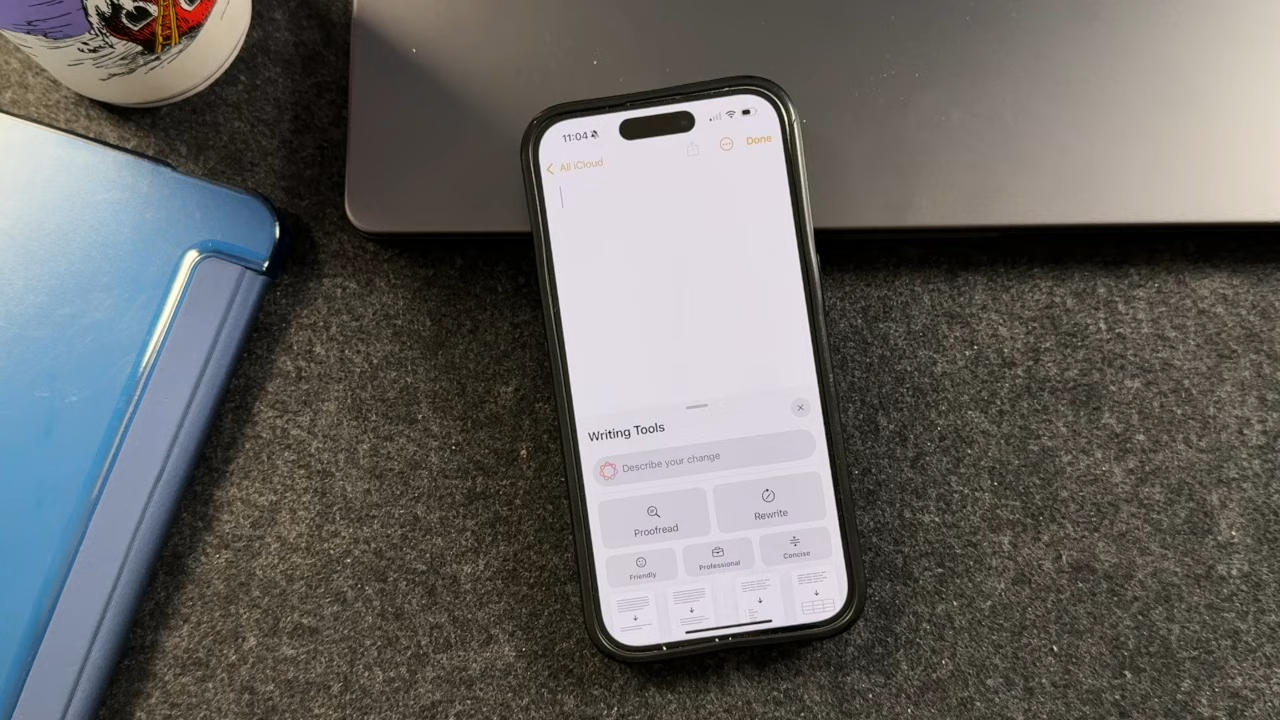 11:04
All iCloud
Done
Writing Tools
Describe your change
Proofread
Rewrite
Friendly
Professional
Concise